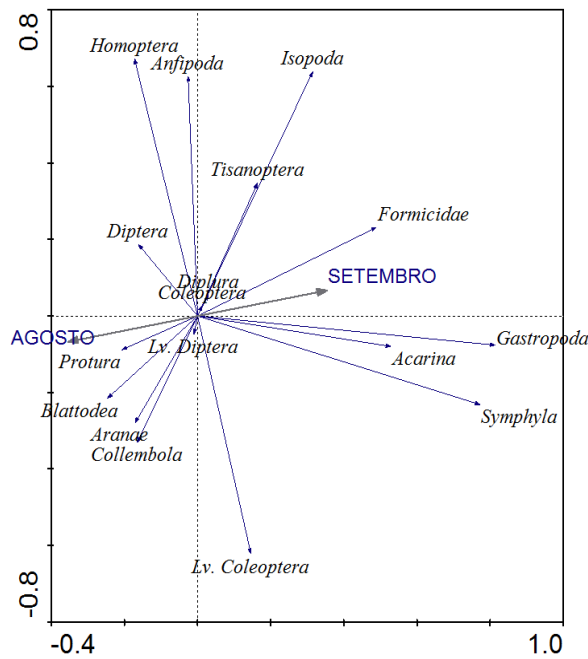 0.8
Homoptera
Anfipoda
Isopoda
Tisanoptera
Formicidae
Diptera
Diplura
Coleoptera
SETEMBRO
AGOSTO
Lv. Diptera
Gastropoda
Protura
Acarina
Blattodea
Symphyla
Aranae
Collembola
Lv. Coleoptera
-0.8
-0.4
1.0